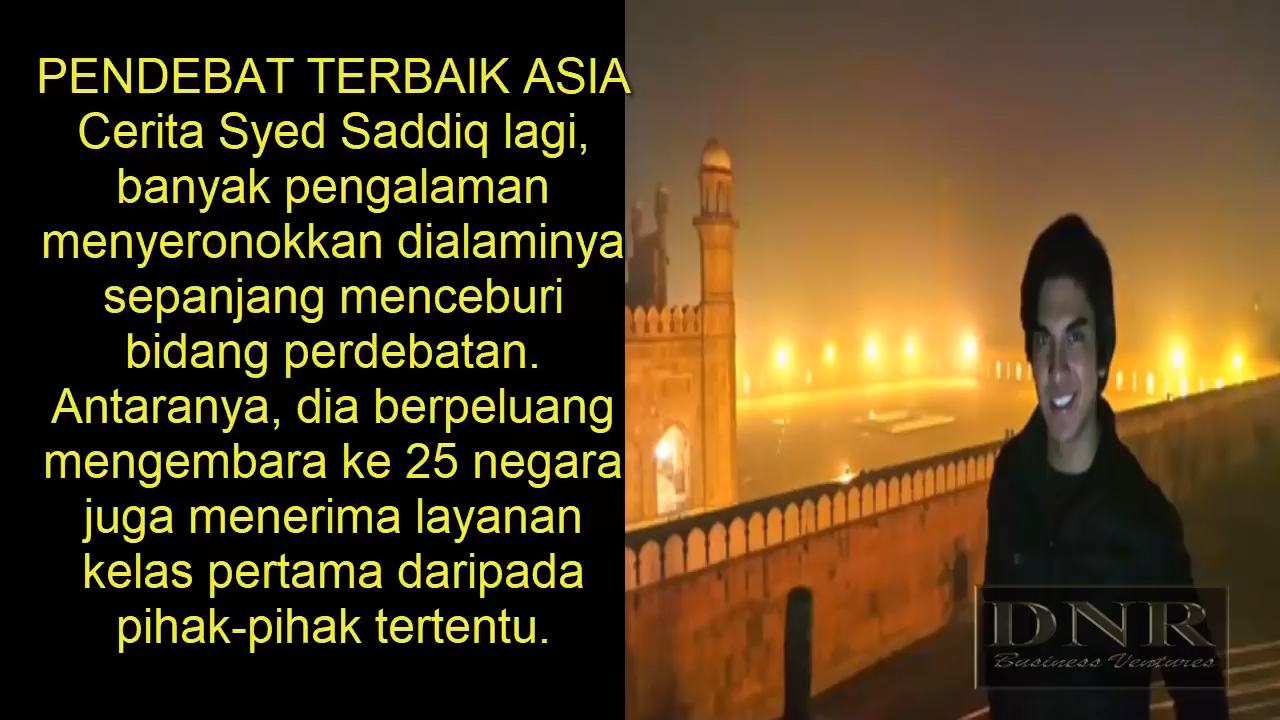 PENDEBAT TERBAIK ASIA
Cerita Syed Saddiq lagi,
banyak pengalaman
menyeronokkan dialaminya
sepanjang menceburi
bidang perdebatan.
Antaranya, dia berpeluang
mengembara ke 25 negara
juga menerima layanan
kelas pertama daripada
pihak-pihak tertentu.
DNR
Business Ventures